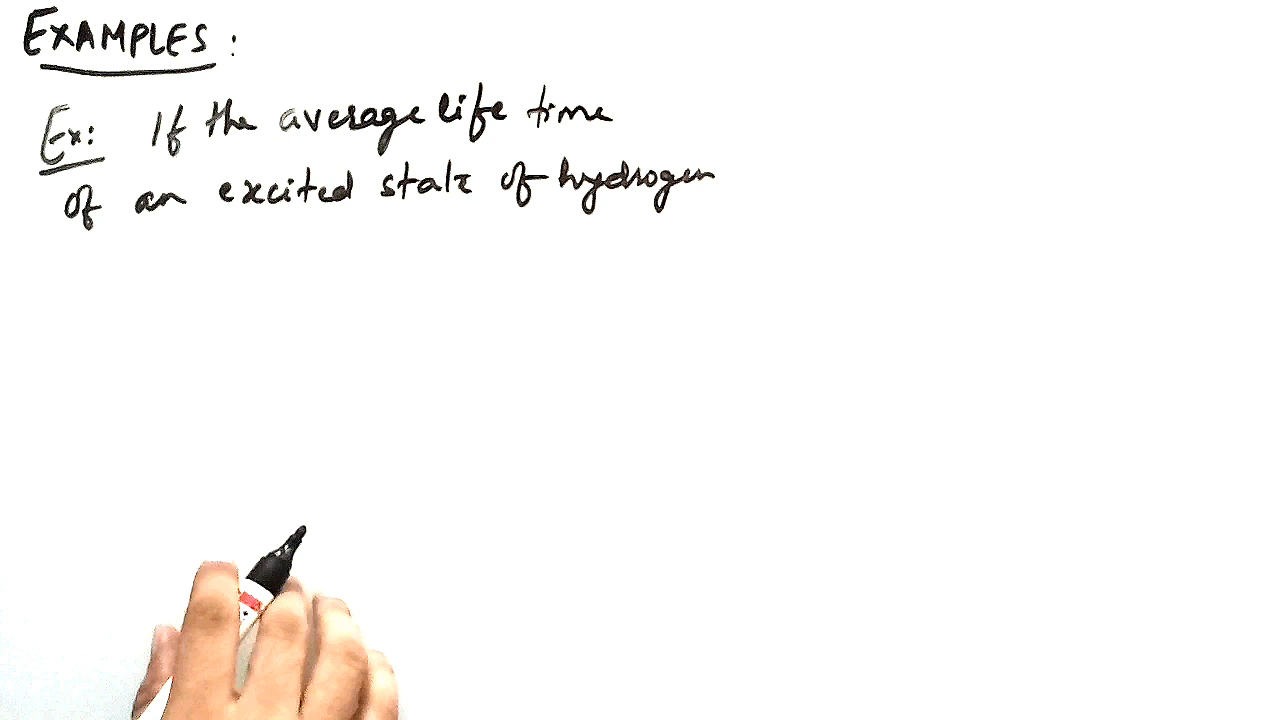 EXAMPLES:
Ex: If the average life time
of an excited state of hydrogen